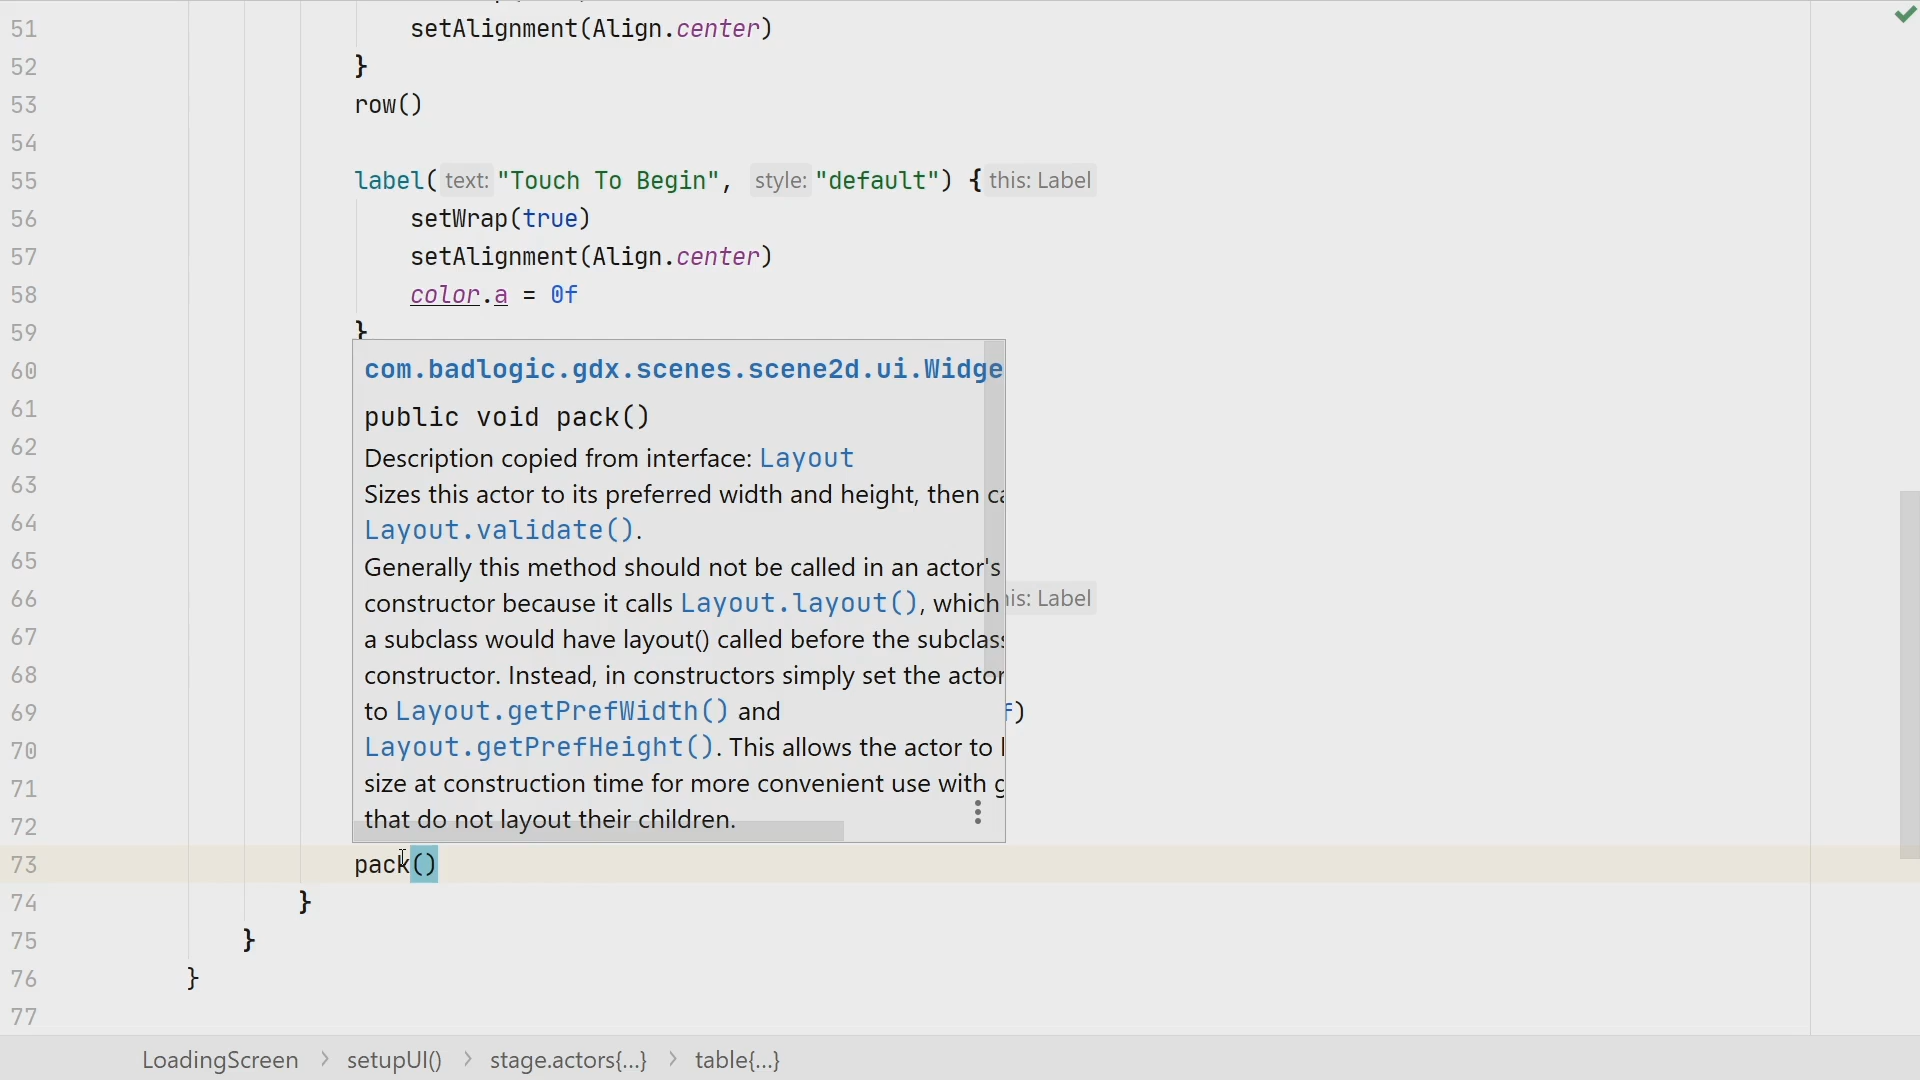 51 setAlignment(Align.center)
52 }
53 row()
54
55 label( text: "Touch To Begin", style: "default") { this: Label
56 setWrap(true)
57 setAlignment(Align.center)
58 color.a = 0f
59 }
60 com.badlogic.gdx.scenes.scene2d.ui.Widge
61 public void pack()
62 Description copied from interface: Layout
63 Sizes this actor to its preferred width and height, then
64 Layout.validate().
65 Generally this method should not be called in an actor's
66 constructor because it calls Layout.layout(), which his: Label
67 a subclass would have layout() called before the subclass
68 constructor. Instead, in constructors simply set the actor
69 to Layout.getPrefWidth() and f)
70 Layout.getPrefHeight(). This allows the actor to
71 size at construction time for more convenient use with
72 that do not layout their children.
73 pack()
74 }
75 }
76 }
77
LoadingScreen > setupUI() > stage.actors{...} > table{...}